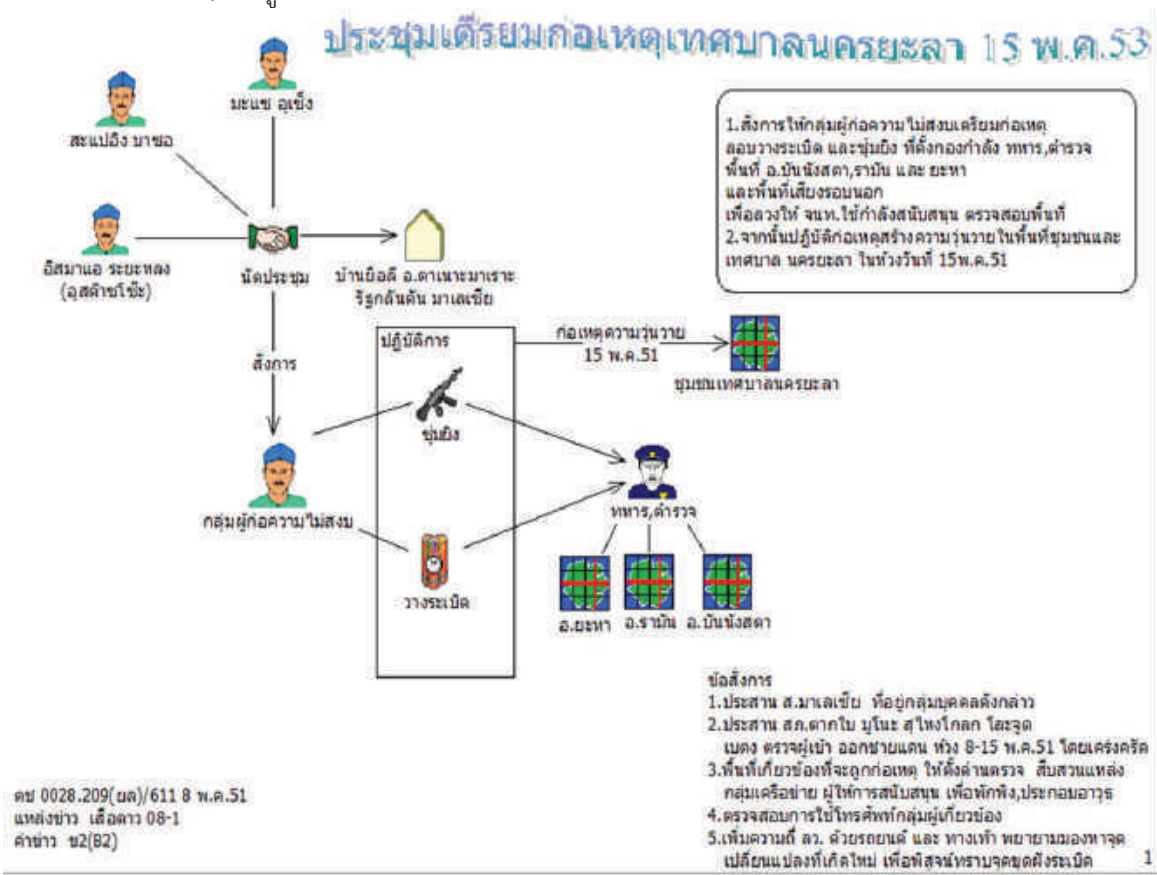 ประชุมเตรียมก่อเหตุเทศบาลนครยะลา 15 พ.ค.53
มะแซ อุเซ็ง
สะแปอิง บาซอ
1.สั่งการให้กลุ่มผู้ก่อความไม่สงบเตรียมก่อเหตุ
ลอบวางระเบิด และซุ่มยิง ที่ตั้งกองกำลัง ทหาร,ตำรวจ
พื้นที่ อ.บันนังสตา,รามัน และ ยะหา
และพื้นที่เสี่ยงรอบนอก
เพื่อลวงให้ จนท.ใช้กำลังสนับสนุน ตรวจสอบพื้นที่
2.จากนั้นปฏิบัติก่อเหตุสร้างความวุ่นวายในพื้นที่ชุมชนและ
เทศบาล นครยะลา ในห้วงวันที่ 15พ.ค.51
อิสมาแอ ระยะหลง
(อุสต๊าซโซ๊ะ)
นัดประชุม
บ้านยือลี อ.ตาเนาะมาเราะ
รัฐกลันตัน มาเลเซีย
ปฏิบัติการ
ก่อเหตุความวุ่นวาย
15 พ.ค.51
สั่งการ
ชุมชนเทศบาลนครยะลา
ซุ่มยิง
กลุ่มผู้ก่อความไม่สงบ
ทหาร,ตำรวจ
วางระเบิด
อ.ยะหา
อ.รามัน
อ.บันนังสตา
ข้อสั่งการ
1.ประสาน ส.มาเลเซีย ที่อยู่กลุ่มบุคคลดังกล่าว
2.ประสาน สภ.ตากใบ มูโนะ สุไหงโกลก โละจูด
เบตง ตรวจผู้เข้า ออกชายแดน ห้วง 8-15 พ.ค.51 โดยเคร่งครัด
3.พื้นที่เกี่ยวข้องที่จะถูกก่อเหตุ ให้ตั้งด่านตรวจ สืบสวนแหล่ง
กลุ่มเครือข่าย ผู้ให้การสนับสนุน เพื่อพักพิง,ประกอบอาวุธ
4.ตรวจสอบการใช้โทรศัพท์กลุ่มผู้เกี่ยวข้อง
5.เพิ่มความถี่ ลว. ด้วยรถยนต์ และ ทางเท้า พยายามมองหาจุด
เปลี่ยนแปลงที่เกิดใหม่ เพื่อพิสูจน์ทราบจุดขุดฝังระเบิด
ตช 0028.209(ยล)/611 8 พ.ค.51
แหล่งข่าว เสือดาว 08-1
ค่าข่าว ข2(B2)
1